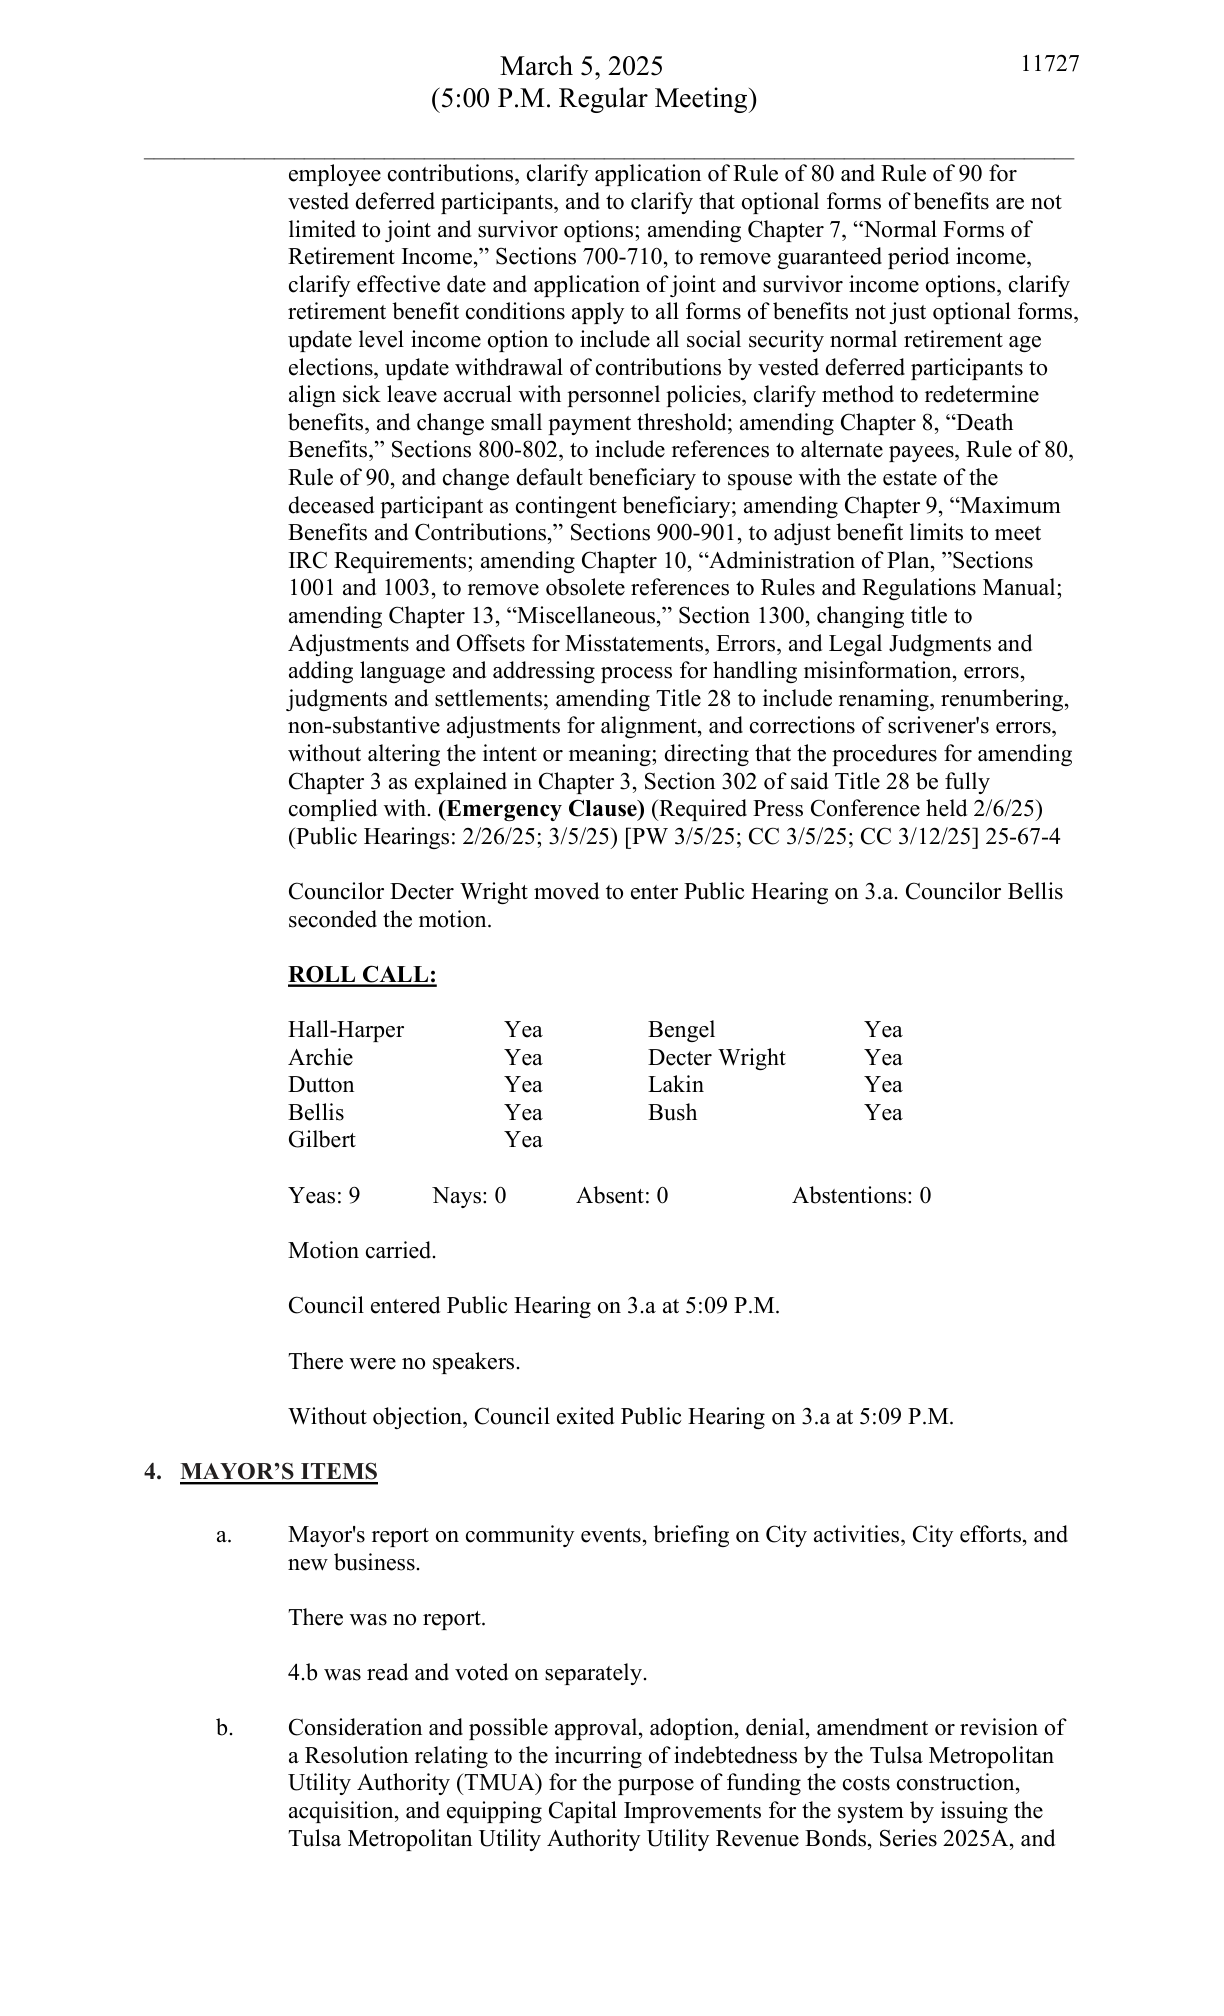 March 5, 2025 11727
(5:00 P.M. Regular Meeting)
employee contributions, clarify application of Rule of 80 and Rule of 90 for
vested deferred participants, and to clarify that optional forms of benefits are not
limited to joint and survivor options; amending Chapter 7, “Normal Forms of
Retirement Income,” Sections 700-710, to remove guaranteed period income,
clarify effective date and application of joint and survivor income options, clarify
retirement benefit conditions apply to all forms of benefits not just optional forms,
update level income option to include all social security normal retirement age
elections, update withdrawal of contributions by vested deferred participants to
align sick leave accrual with personnel policies, clarify method to redetermine
benefits, and change small payment threshold; amending Chapter 8, “Death
Benefits,” Sections 800-802, to include references to alternate payees, Rule of 80,
Rule of 90, and change default beneficiary to spouse with the estate of the
deceased participant as contingent beneficiary; amending Chapter 9, “Maximum
Benefits and Contributions,” Sections 900-901, to adjust benefit limits to meet
IRC Requirements; amending Chapter 10, “Administration of Plan, ”Sections
1001 and 1003, to remove obsolete references to Rules and Regulations Manual;
amending Chapter 13, “Miscellaneous,” Section 1300, changing title to
Adjustments and Offsets for Misstatements, Errors, and Legal Judgments and
adding language and addressing process for handling misinformation, errors,
judgments and settlements; amending Title 28 to include renaming, renumbering,
non-substantive adjustments for alignment, and corrections of scrivener's errors,
without altering the intent or meaning; directing that the procedures for amending
Chapter 3 as explained in Chapter 3, Section 302 of said Title 28 be fully
complied with. (Emergency Clause) (Required Press Conference held 2/6/25)
(Public Hearings: 2/26/25; 3/5/25) [PW 3/5/25; CC 3/5/25; CC 3/12/25] 25-67-4
Councilor Decter Wright moved to enter Public Hearing on 3.a. Councilor Bellis
seconded the motion.
ROLL CALL:
Hall-Harper Yea Bengel Yea
Archie Yea Decter Wright Yea
Dutton Yea Lakin Yea
Bellis Yea Bush Yea
Gilbert Yea
Yeas: 9 Nays: 0 Absent: 0 Abstentions: 0
Motion carried.
Council entered Public Hearing on 3.a at 5:09 P.M.
There were no speakers.
Without objection, Council exited Public Hearing on 3.a at 5:09 P.M.
4. MAYOR’S ITEMS
a. Mayor's report on community events, briefing on City activities, City efforts, and
new business.
There was no report.
4.b was read and voted on separately.
b. Consideration and possible approval, adoption, denial, amendment or revision of
a Resolution relating to the incurring of indebtedness by the Tulsa Metropolitan
Utility Authority (TMUA) for the purpose of funding the costs construction,
acquisition, and equipping Capital Improvements for the system by issuing the
Tulsa Metropolitan Utility Authority Utility Revenue Bonds, Series 2025A, and